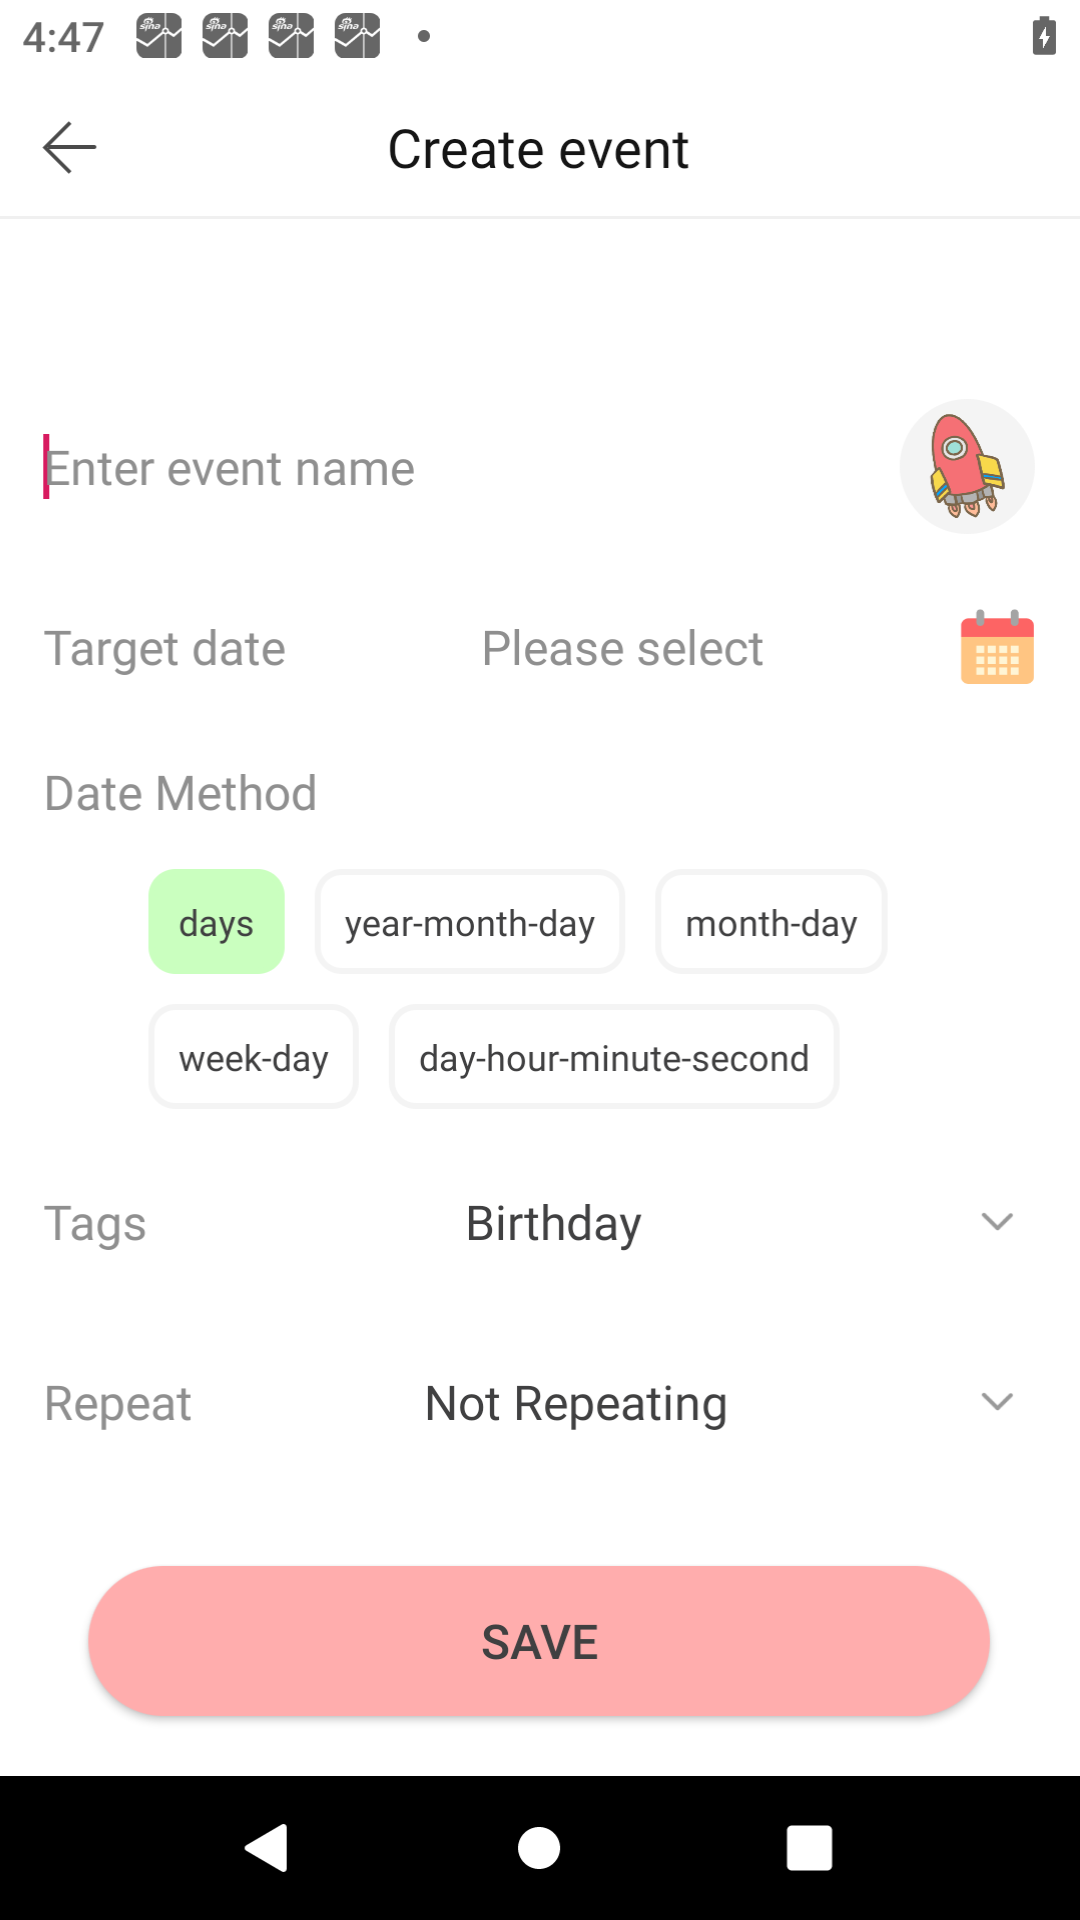 4:47
Create event
Enter event name
Target date Please select
Date Method
days year-month-day month-day
week-day day-hour-minute-second
Tags Birthday
Repeat Not Repeating
SAVE